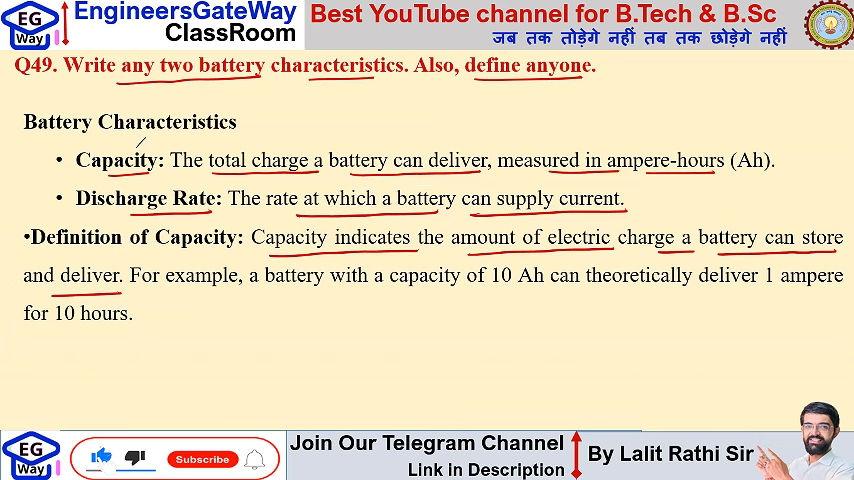 EG
Way
EngineersGateWay
ClassRoom
Best YouTube channel for B.Tech & B.Sc
जब तक तोड़ेगे नहीं तब तक छोड़ेगे नहीं
Q49. Write any two battery characteristics. Also, define anyone.
Battery Characteristics
• Capacity: The total charge a battery can deliver, measured in ampere-hours (Ah).
• Discharge Rate: The rate at which a battery can supply current.
•Definition of Capacity: Capacity indicates the amount of electric charge a battery can store
and deliver. For example, a battery with a capacity of 10 Ah can theoretically deliver 1 ampere
for 10 hours.
EG
Way
Subscribe
Join Our Telegram Channel
Link in Description
By Lalit Rathi Sir